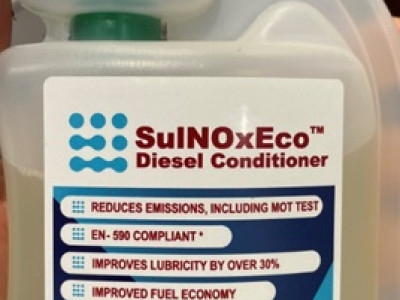 SulNOxEco™
Diesel Conditioner
REDUCES EMISSIONS, INCLUDING MOT TEST
EN- 590 COMPLIANT *
IMPROVES LUBRICITY BY OVER 30%
IMPROVED FUEL ECONOMY